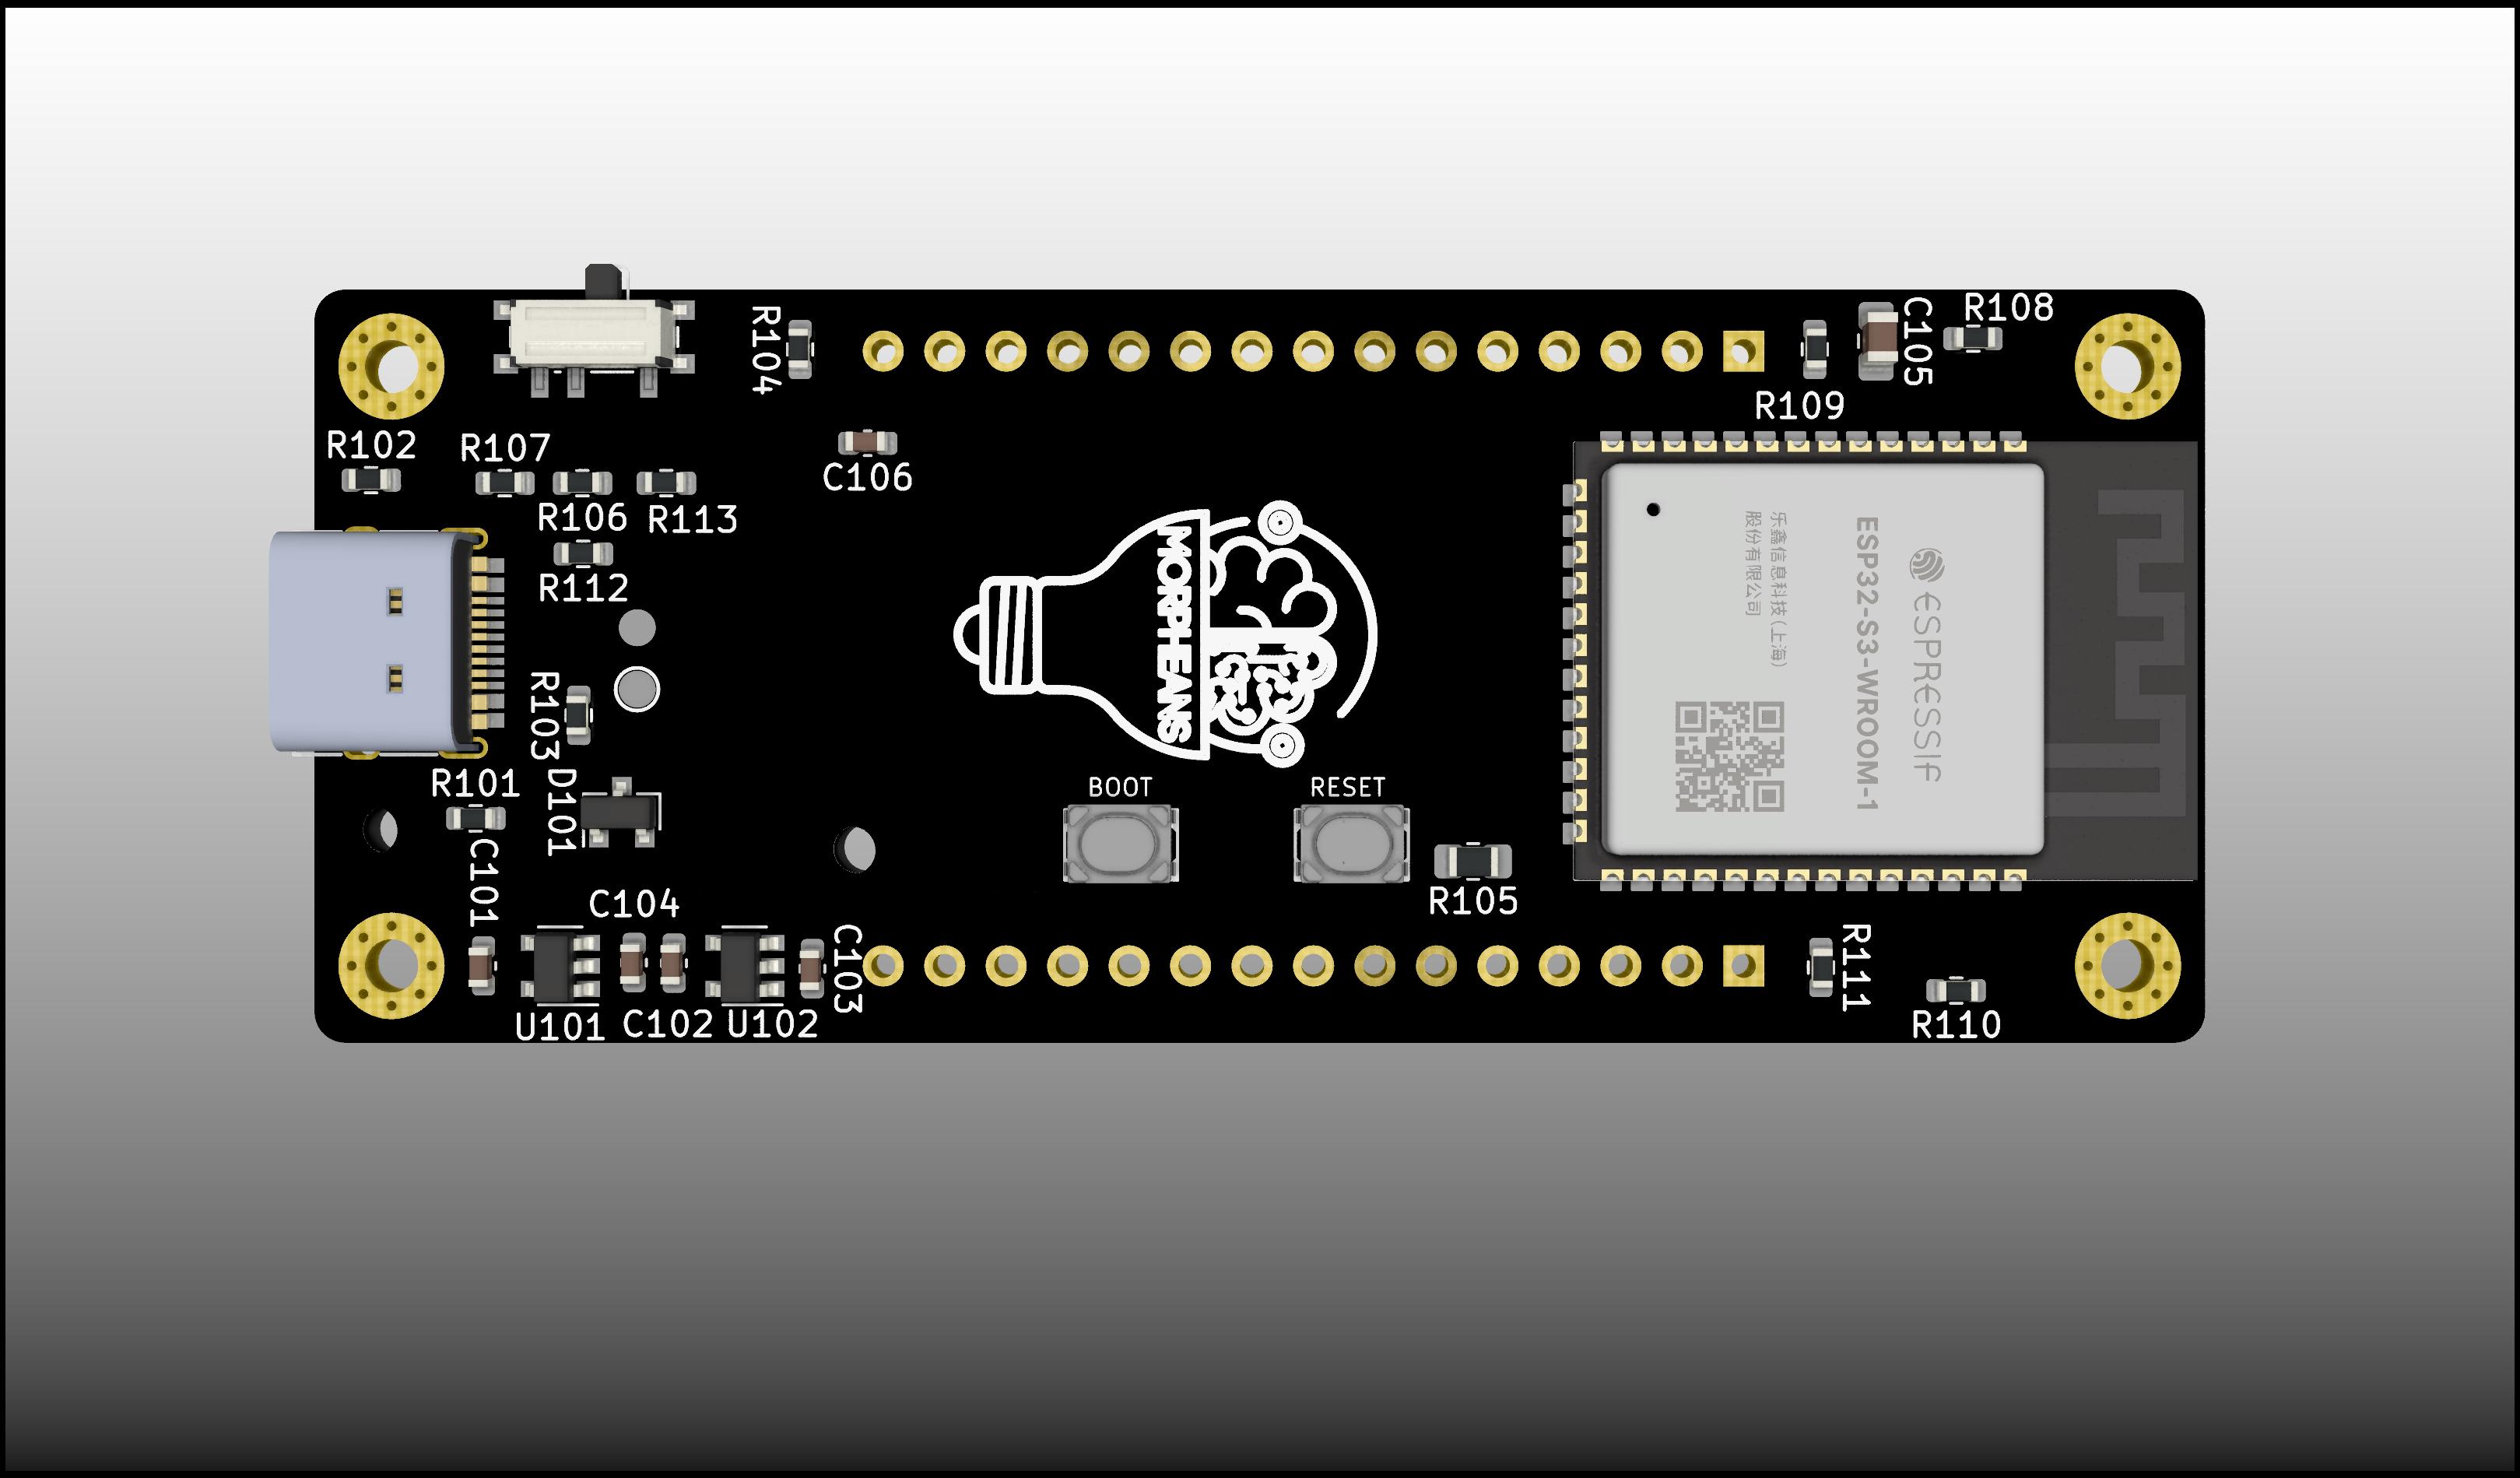 R104
C105
R108
R109
R102
R107
C106
R106
R113
R112
MORPHEANS
乐鑫信息科技(上海)
股份有限公司
ESP32-S3-WROOM-1
ESPRESSIF
R103
R101
D101
BOOT
RESET
C101
C104
R105
C103
R111
U101
C102
U102
R110